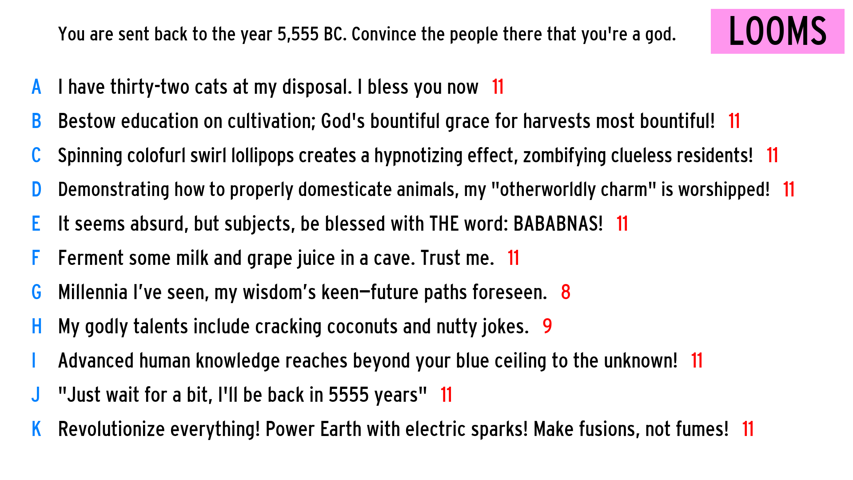 You are sent back to the year 5,555 BC. Convince the people there that you're a god.
LOOMS
A I have thirty-two cats at my disposal. I bless you now 11
B Bestow education on cultivation; God's bountiful grace for harvests most bountiful! 11
C Spinning colofurl swirl lollipops creates a hypnotizing effect, zombifying clueless residents! 11
D Demonstrating how to properly domesticate animals, my "otherworldly charm" is worshipped! 11
E It seems absurd, but subjects, be blessed with THE word: BABABNAS! 11
F Ferment some milk and grape juice in a cave. Trust me. 11
G Millennia I’ve seen, my wisdom’s keen—future paths foreseen. 8
H My godly talents include cracking coconuts and nutty jokes. 9
I Advanced human knowledge reaches beyond your blue ceiling to the unknown! 11
J "Just wait for a bit, I'll be back in 5555 years" 11
K Revolutionize everything! Power Earth with electric sparks! Make fusions, not fumes! 11